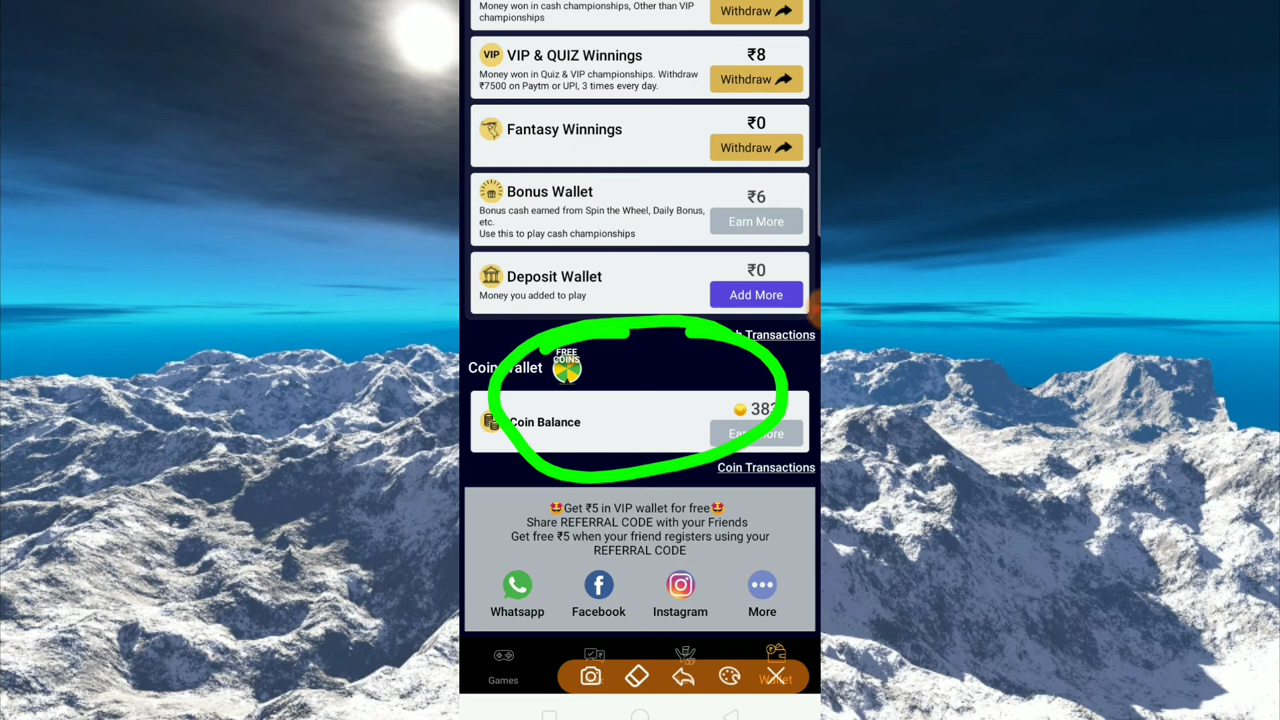 Money won in cash championships, Other than VIP
championships
Withdraw
VIP
VIP & QUIZ Winnings
₹8
Money won in Quiz & VIP championships. Withdraw
₹7500 on Paytm or UPI, 3 times every day.
Withdraw
Fantasy Winnings
₹0
Withdraw
Bonus Wallet
₹6
Bonus cash earned from Spin the Wheel, Daily Bonus,
etc.
Use this to play cash championships
Earn More
Deposit Wallet
₹0
Money you added to play
Add More
Transactions
FREE
COINS
Coin Wallet
Coin Balance
Earn More
Coin Transactions
🤩Get ₹5 in VIP wallet for free🤩
Share REFERRAL CODE with your Friends
Get free ₹5 when your friend registers using your
REFERRAL CODE
Whatsapp
Facebook
Instagram
More
Games
Wallet